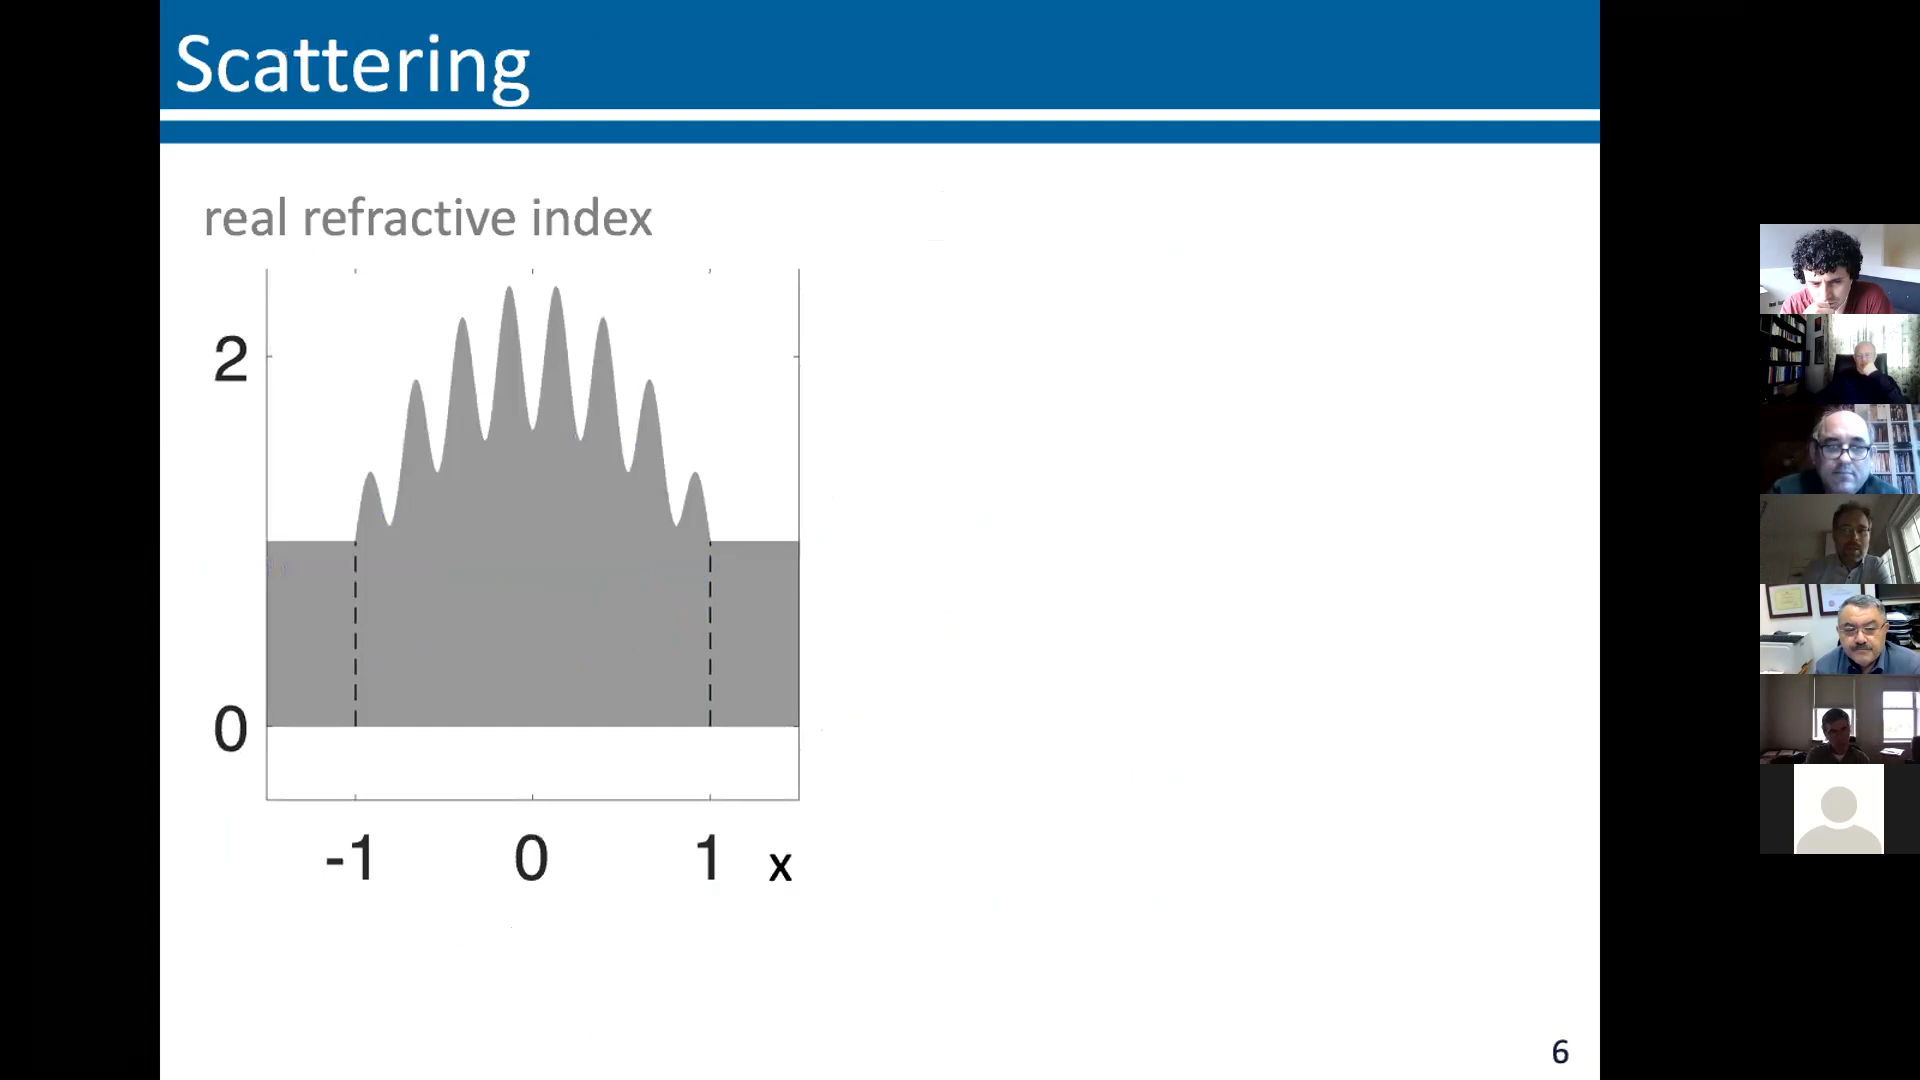 Scattering
real refractive index
2
0
-1 0 1 x
6